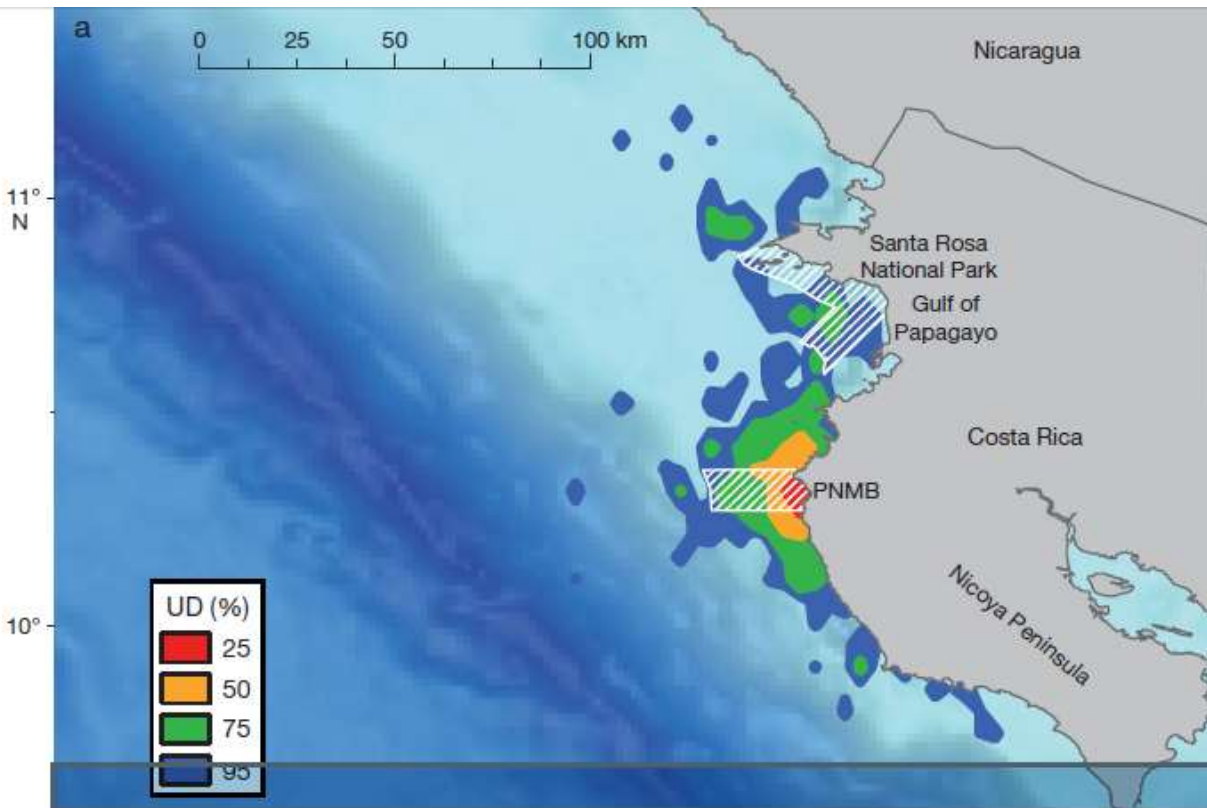 a
0 25 50 100 km
Nicaragua
11°
N
Santa Rosa
National Park
Gulf of
Papagayo
Costa Rica
PNMB
Nicoya Peninsula
10°
UD (%)
25
50
75
95